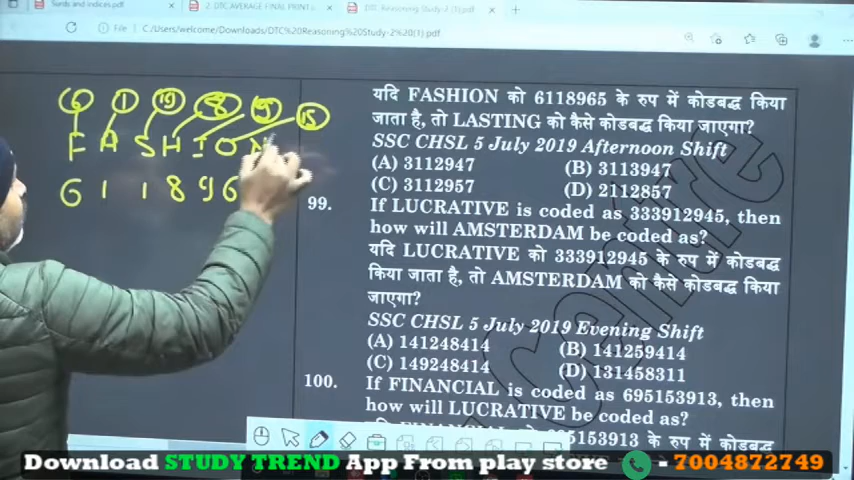 Surds and Indices.pdf
2. DTC AVERAGE FINAL PRINT
DTC Reasoning Study-2 (1).pdf
File | C:/Users/welcome/Downloads/DTC%20Reasoning%20Study-2%20(1).pdf
6 1 19 8 9 15
F A S H I O N
6 1 1 8 9 6
यदि FASHION को 6118965 के रुप में कोडबद्ध किया
जाता है, तो LASTING को कैसे कोडबद्ध किया जाएगा?
SSC CHSL 5 July 2019 Afternoon Shift
(A) 3112947 (B) 3113947
(C) 3112957 (D) 2112857
99. If LUCRATIVE is coded as 333912945, then
how will AMSTERDAM be coded as?
यदि LUCRATIVE को 333912945 के रुप में कोडबद्ध
किया जाता है, तो AMSTERDAM को कैसे कोडबद्ध किया
जाएगा?
SSC CHSL 5 July 2019 Evening Shift
(A) 141248414 (B) 141259414
(C) 149248414 (D) 131458311
100. If FINANCIAL is coded as 695153913, then
how will LUCRATIVE be coded as?
153913 के रुप में कोडबद्ध
Centre
Download STUDY TREND App From play store - 7004872749